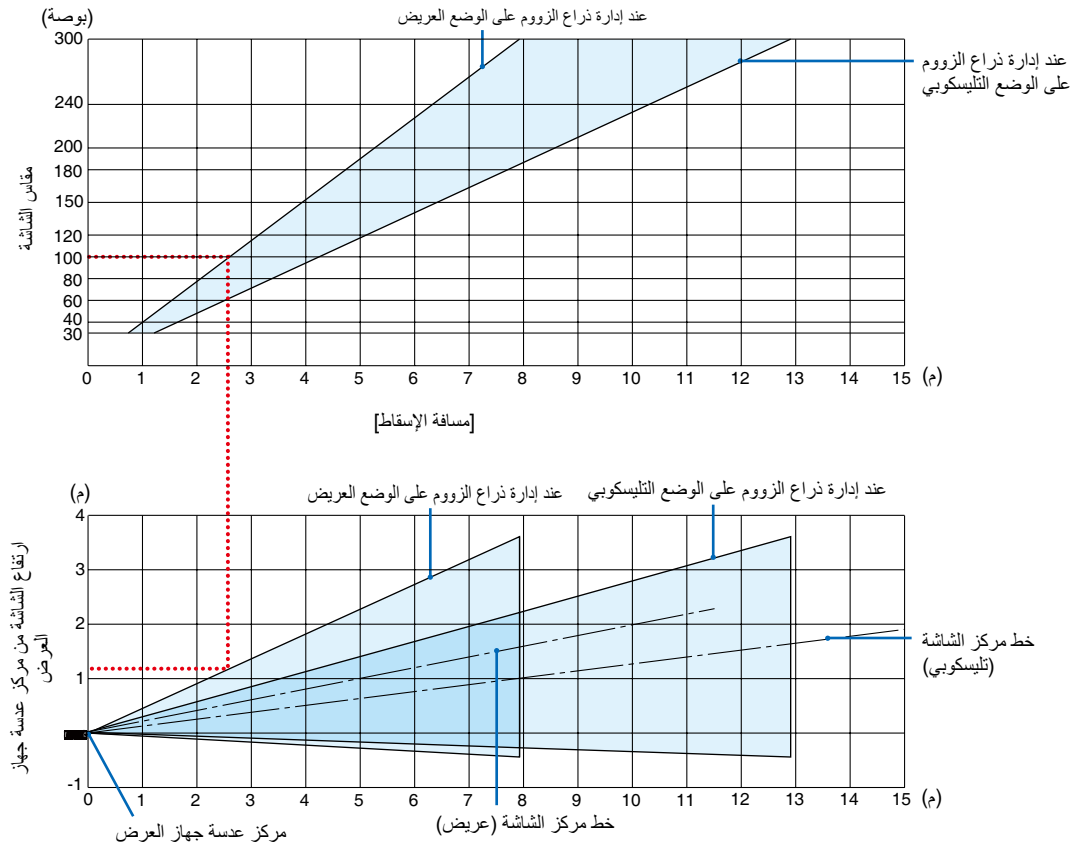 عند إدارة ذراع الزووم على الوضع العريض
(بوصة)
300
240
200
180
150
120
100
80
60
40
30
مقاس الشاشة
عند إدارة ذراع الزووم
على الوضع التليسكوبي
0 1 2 3 4 5 6 7 8 9 10 11 12 13 14 15 (م)
[مسافة الإسقاط]
عند إدارة ذراع الزووم على الوضع العريض
عند إدارة ذراع الزووم على الوضع التليسكوبي
(م)
4
3
2
1
0
-1
ارتفاع الشاشة من مركز عدسة جهاز
العرض
خط مركز الشاشة
(تليسكوبي)
0 1 2 3 4 5 6 7 8 9 10 11 12 13 14 15 (م)
خط مركز الشاشة (عريض)
مركز عدسة جهاز العرض